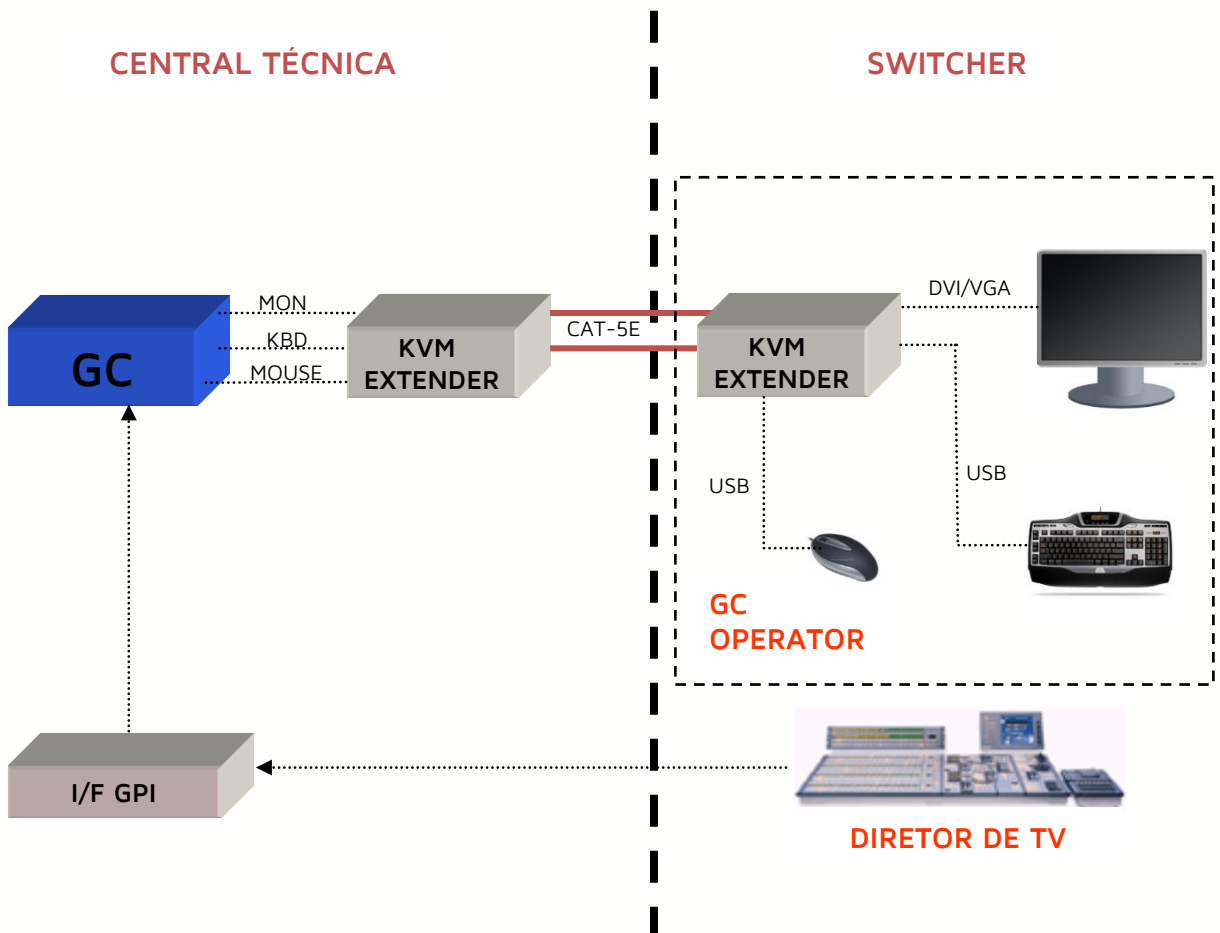 CENTRAL TÉCNICA
SWITCHER
DVI/VGA
MON
CAT-5E
KBD
GC
KVM
EXTENDER
KVM
EXTENDER
MOUSE
USB
USB
GC
OPERATOR
I/F GPI
DIRETOR DE TV